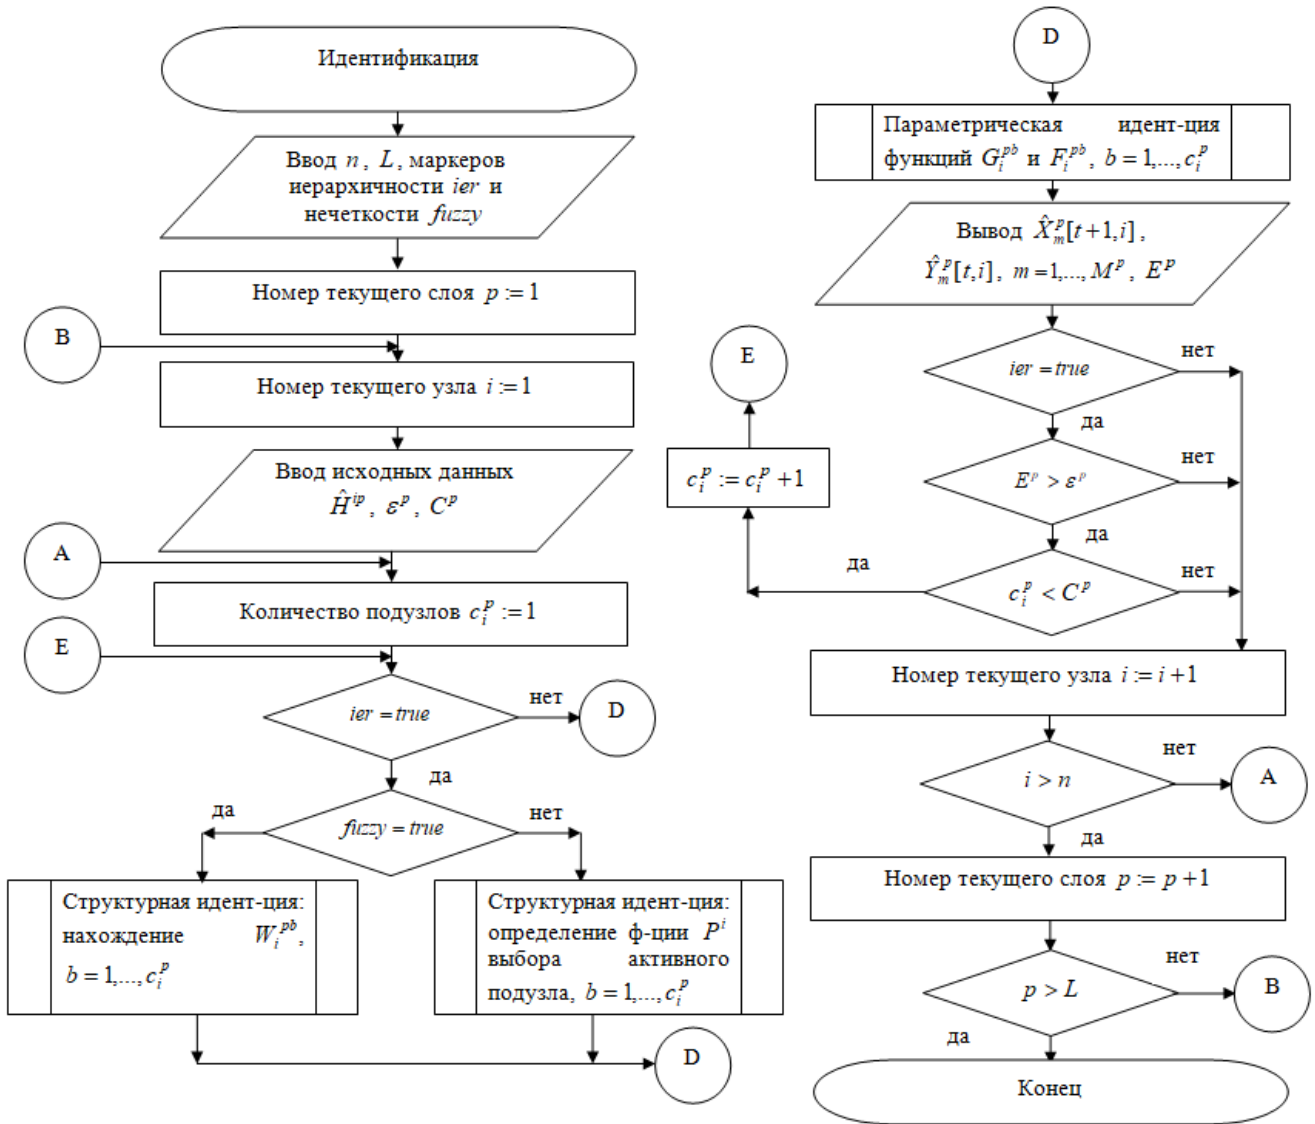 Идентификация
Ввод n, L, маркеров
иерархичности ier и
нечеткости fuzzy
Номер текущего слоя p := 1
B
Номер текущего узла i := 1
Ввод исходных данных
Ĥ^{ip}, ε^p, C^p
A
Количество подузлов c_i^p := 1
E
ier = true
нет
D
да
fuzzy = true
да
нет
Структурная идент-ция:
нахождение W_i^{pb},
b = 1,..., c_i^p
Структурная идент-ция:
определение ф-ции P^i
выбора активного
подузла, b = 1,..., c_i^p
D
D
Параметрическая идент-ция
функций G_i^{pb} и F_i^{pb}, b = 1,..., c_i^p
Вывод X̂_m^p[t+1,i],
Ŷ_m^p[t,i], m = 1,..., M^p, E^p
E
ier = true
нет
да
c_i^p := c_i^p + 1
E^p > ε^p
нет
да
да
c_i^p < C^p
нет
Номер текущего узла i := i + 1
i > n
нет
A
да
Номер текущего слоя p := p + 1
p > L
нет
B
да
Конец